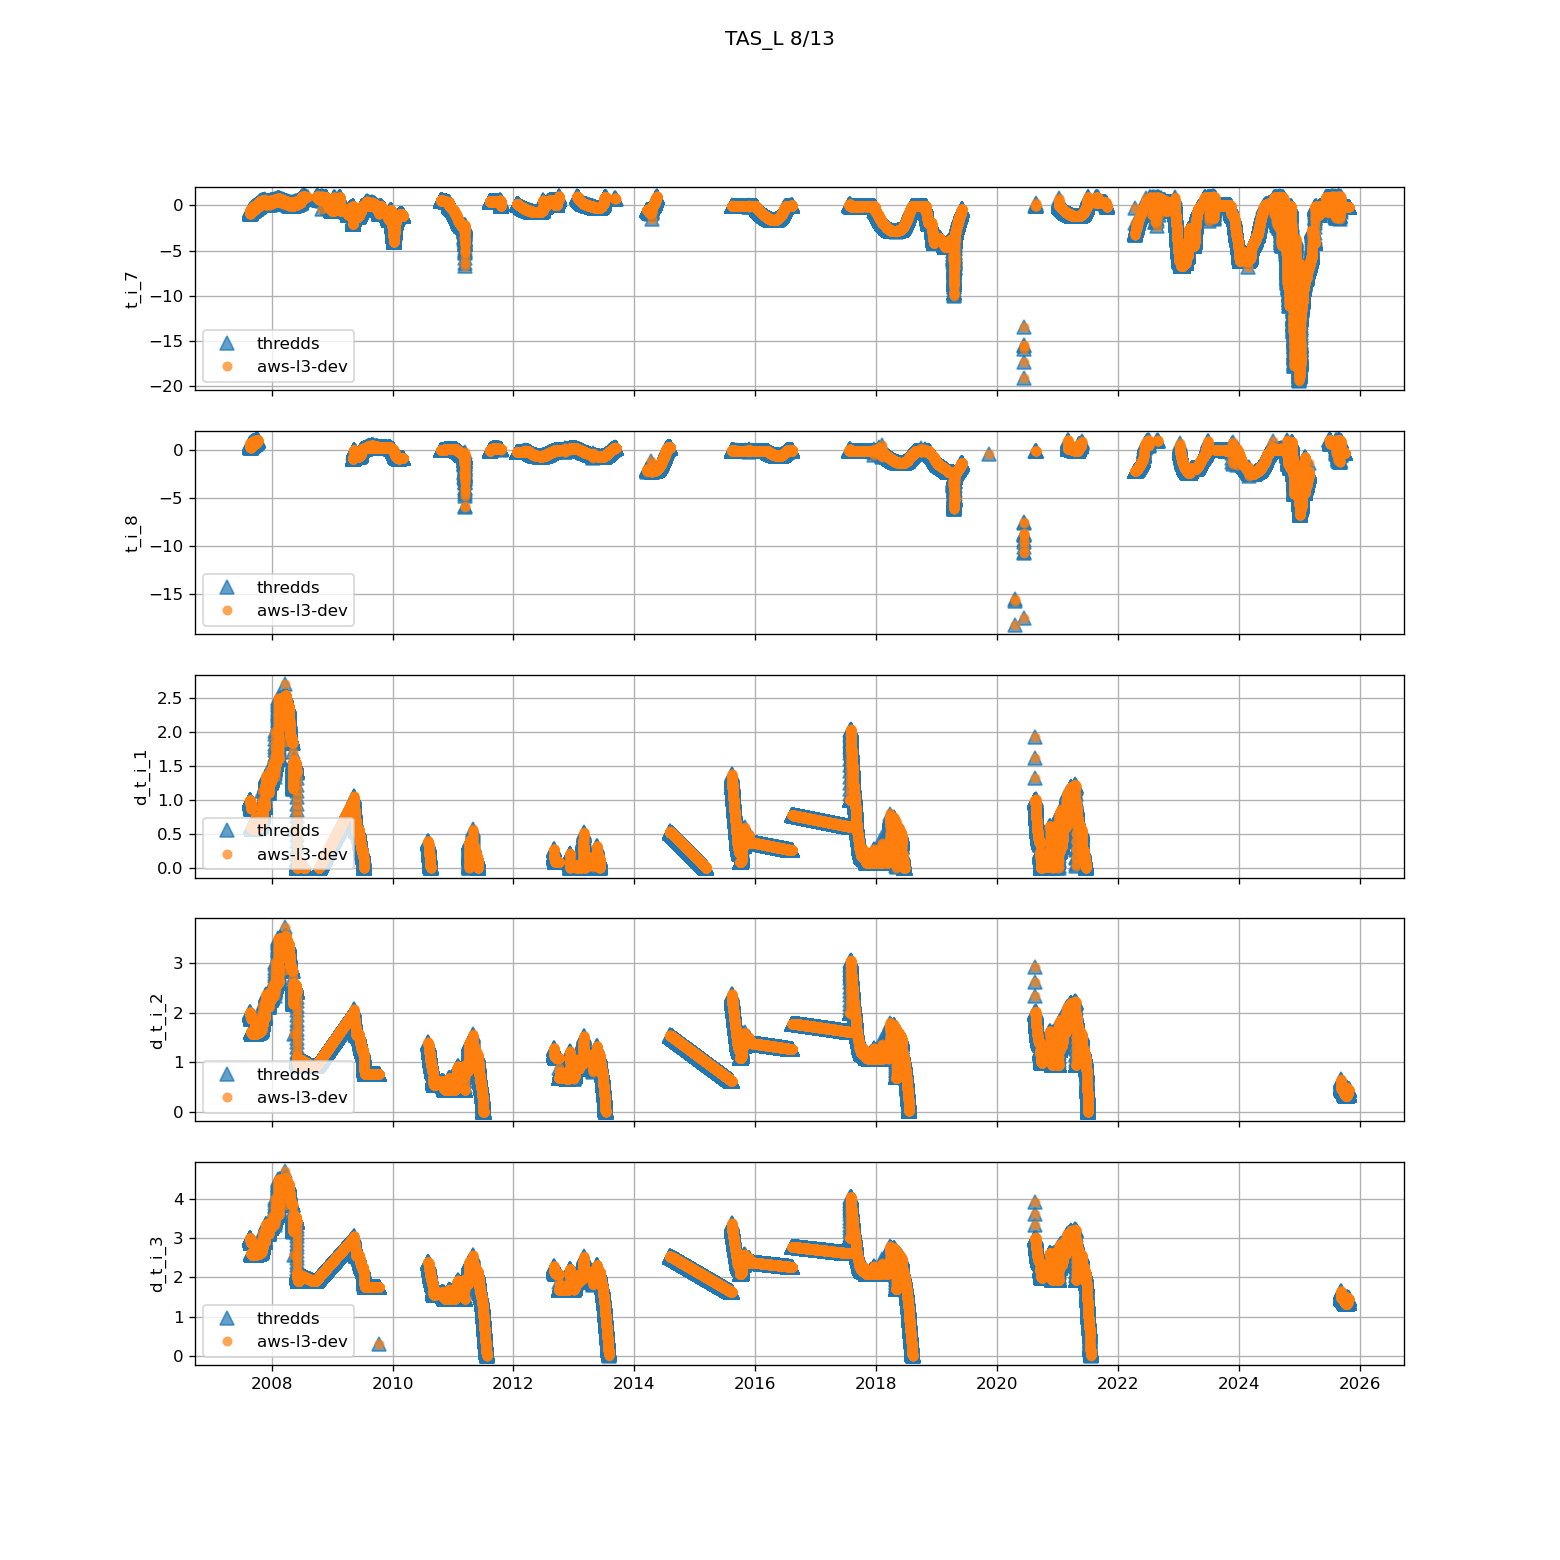 TAS_L 8/13
t_i_7
0
−5
−10
−15
−20
thredds
aws-l3-dev
t_i_8
0
−5
−10
−15
thredds
aws-l3-dev
d_t_i_1
2.5
2.0
1.5
1.0
0.5
0.0
thredds
aws-l3-dev
d_t_i_2
3
2
1
0
thredds
aws-l3-dev
d_t_i_3
4
3
2
1
0
thredds
aws-l3-dev
2008 2010 2012 2014 2016 2018 2020 2022 2024 2026